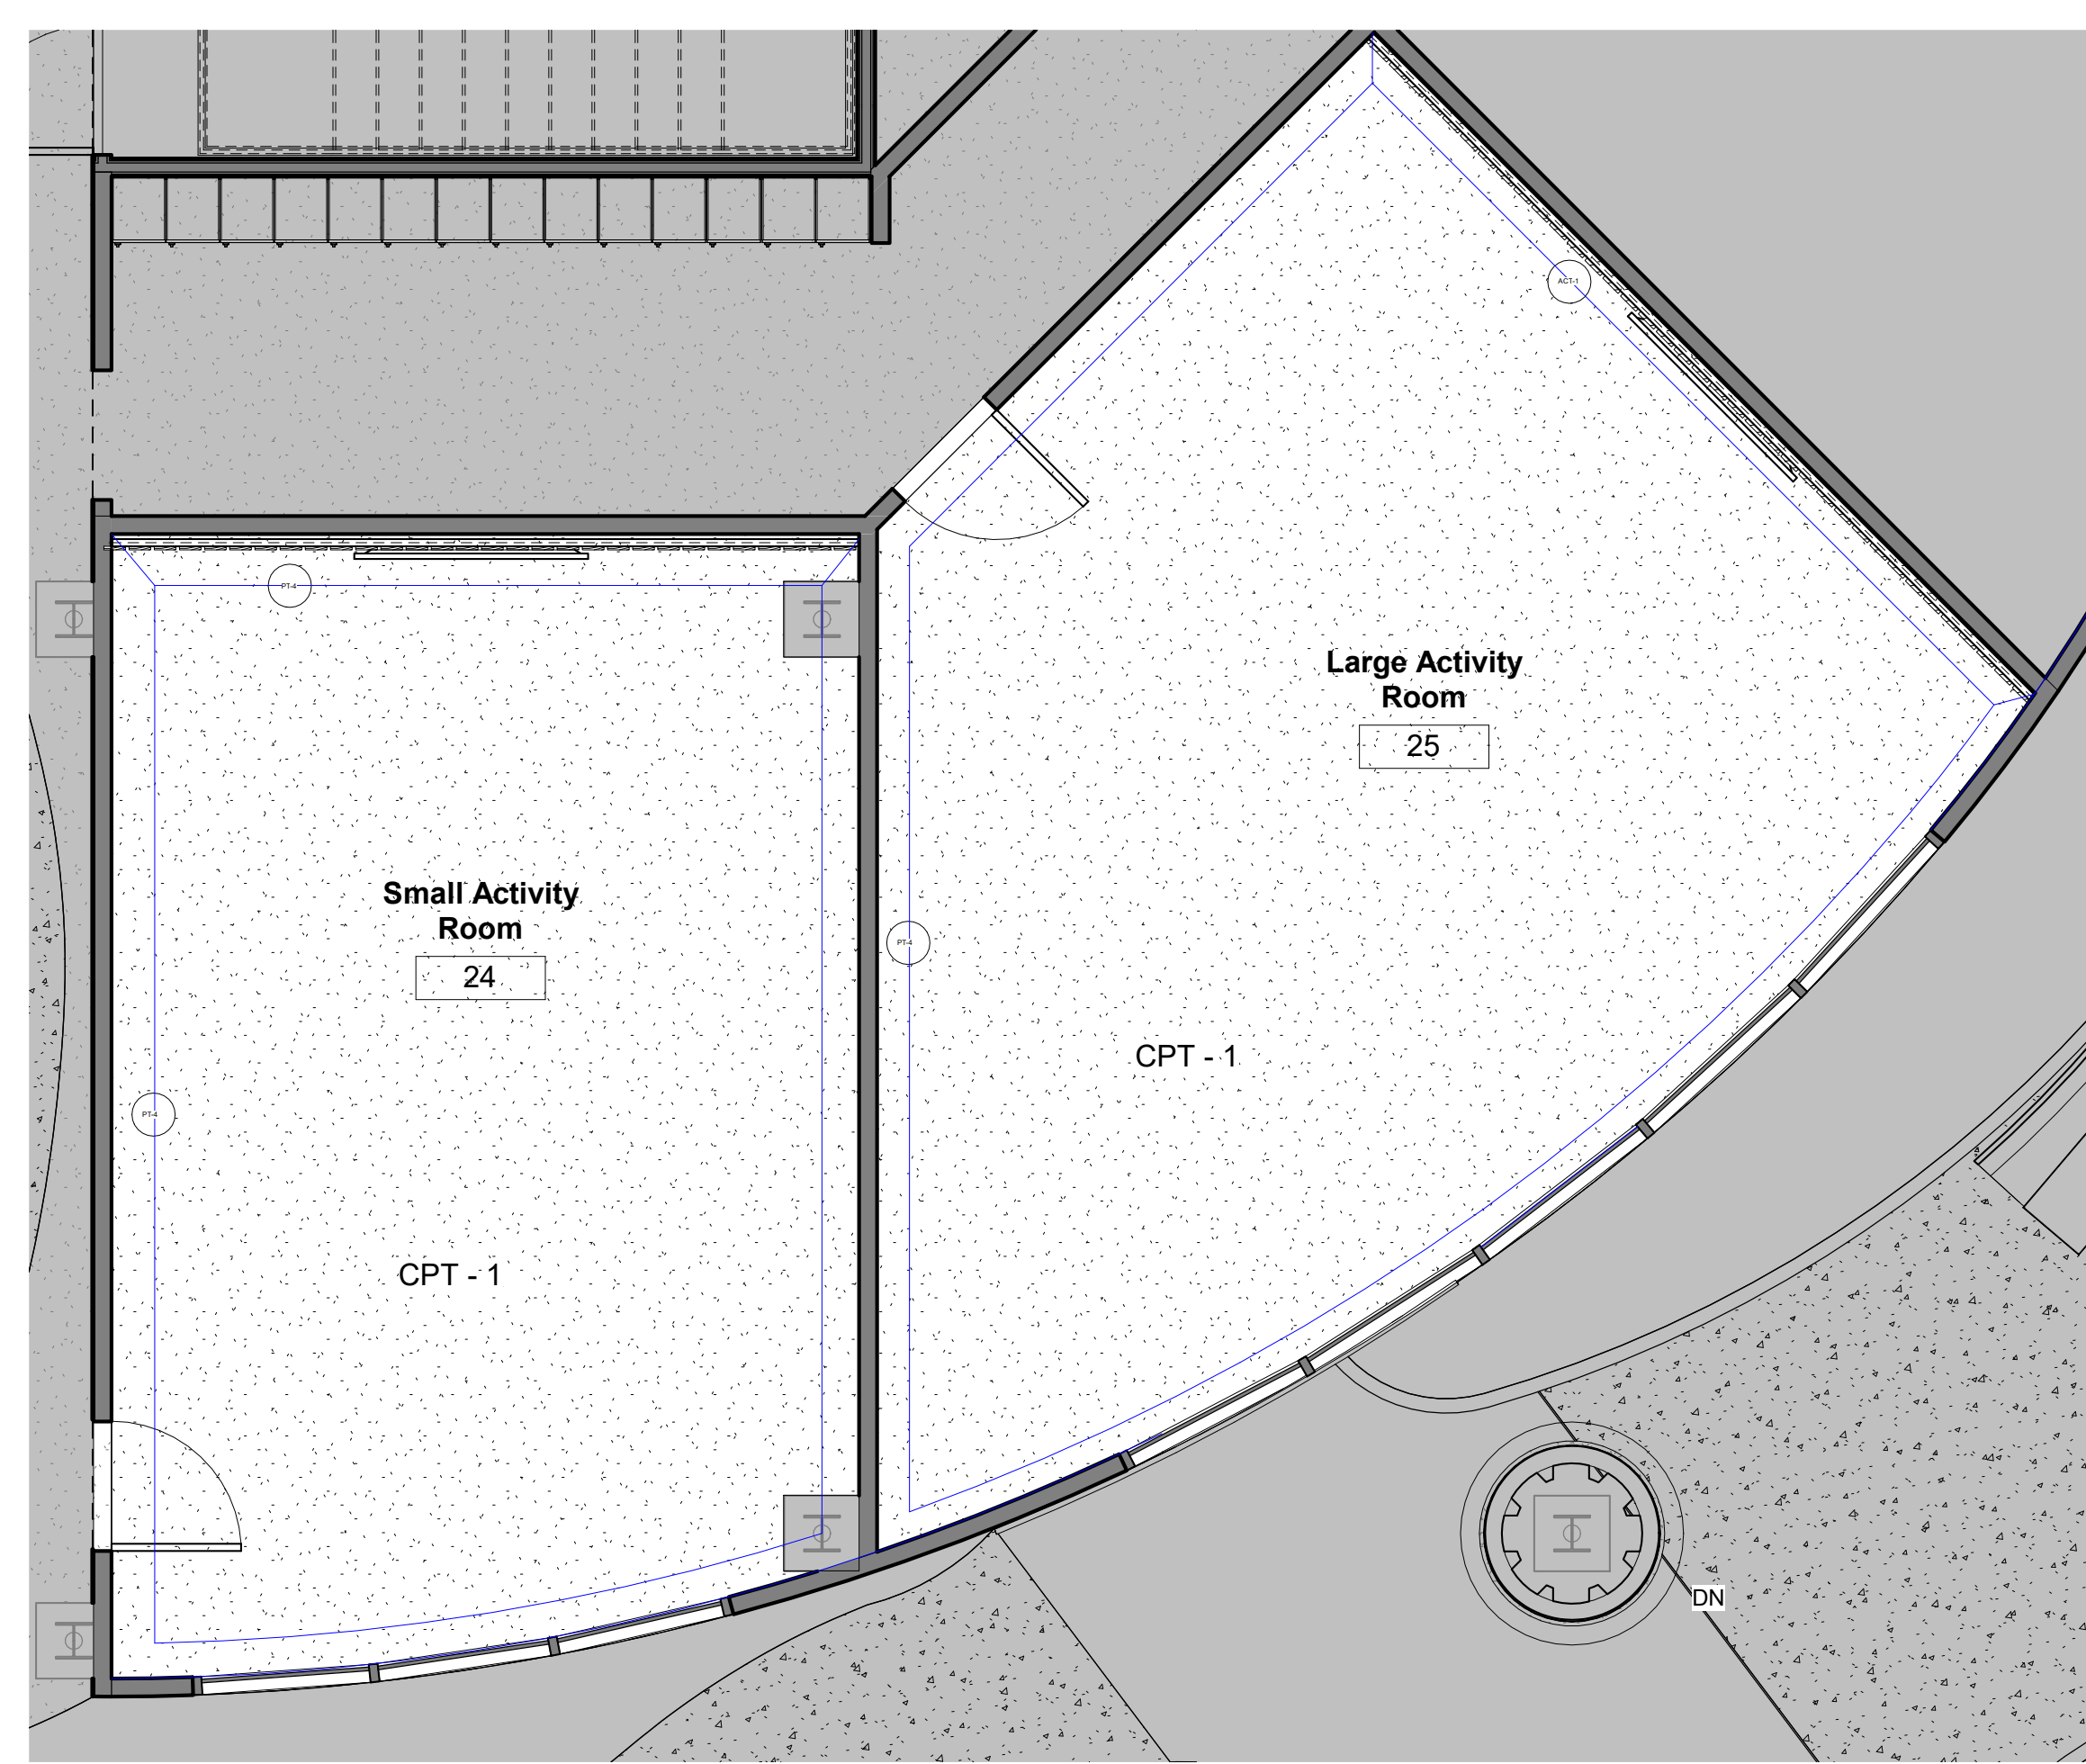 ACT-1
PT-4
Large Activity
Room
25
Small Activity
Room
24
PT-4
CPT - 1
PT-4
CPT - 1
DN